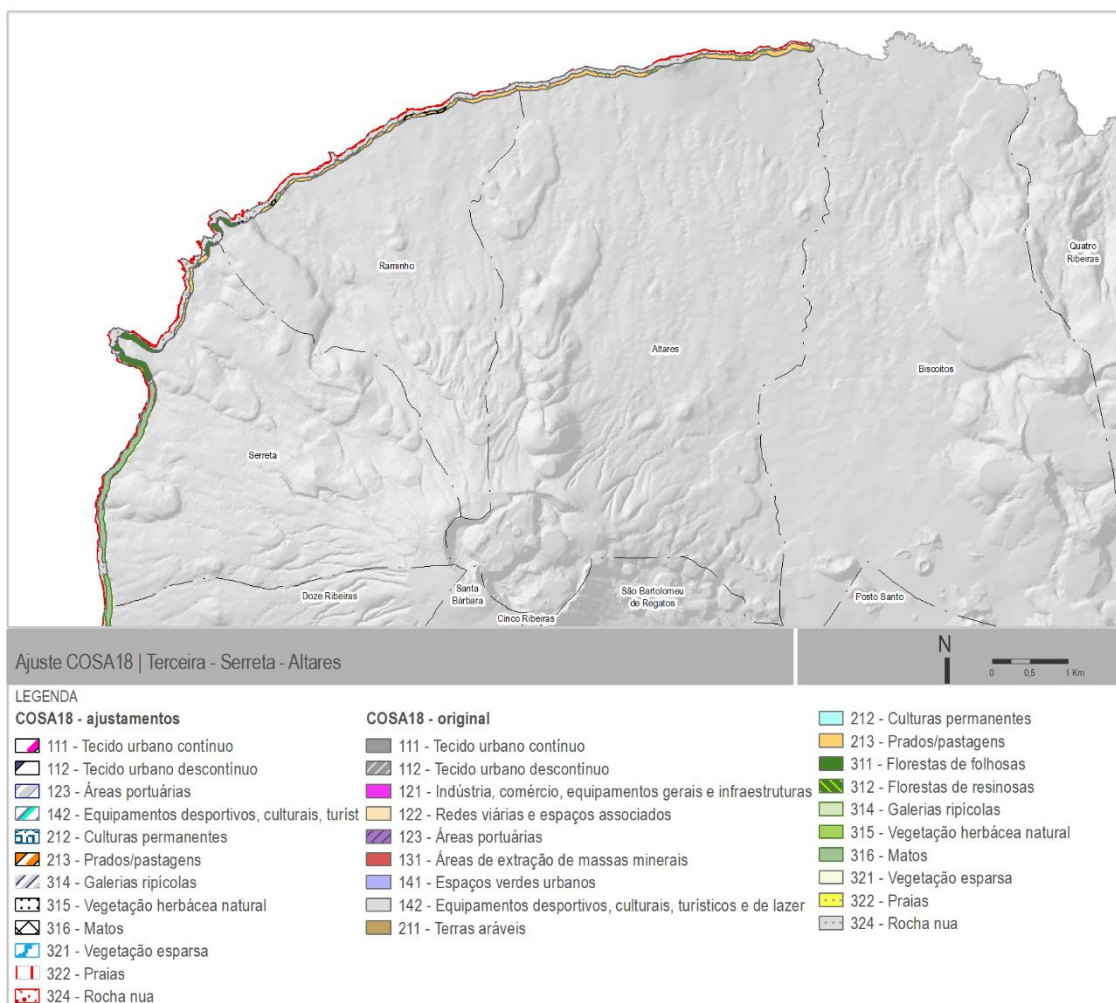 Raminho
Quatro
Ribeiras
Altares
Biscoitos
Serreta
Doze Ribeiras
Santa
Bárbara
São Bartolomeu
de Regatos
Posto Santo
Cinco Ribeiras
Ajuste COSA18 | Terceira - Serreta - Altares
N
0 0,5 1 Km
LEGENDA
COSA18 - ajustamentos
111 - Tecido urbano contínuo
112 - Tecido urbano descontínuo
123 - Áreas portuárias
142 - Equipamentos desportivos, culturais, turíst
212 - Culturas permanentes
213 - Prados/pastagens
314 - Galerias ripícolas
315 - Vegetação herbácea natural
316 - Matos
321 - Vegetação esparsa
322 - Praias
324 - Rocha nua
COSA18 - original
111 - Tecido urbano contínuo
112 - Tecido urbano descontínuo
121 - Indústria, comércio, equipamentos gerais e infraestruturas
122 - Redes viárias e espaços associados
123 - Áreas portuárias
131 - Áreas de extração de massas minerais
141 - Espaços verdes urbanos
142 - Equipamentos desportivos, culturais, turísticos e de lazer
211 - Terras aráveis
212 - Culturas permanentes
213 - Prados/pastagens
311 - Florestas de folhosas
312 - Florestas de resinosas
314 - Galerias ripícolas
315 - Vegetação herbácea natural
316 - Matos
321 - Vegetação esparsa
322 - Praias
324 - Rocha nua